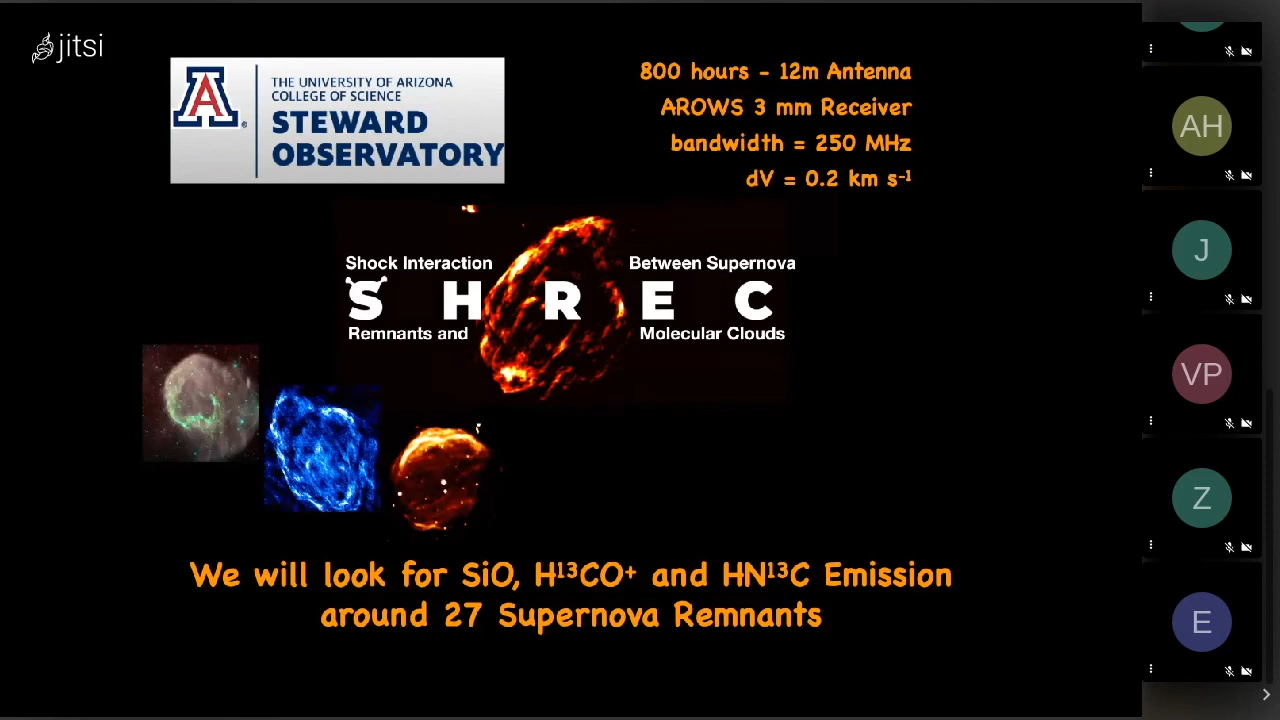 jitsi
THE UNIVERSITY OF ARIZONA
COLLEGE OF SCIENCE
STEWARD
OBSERVATORY
A
800 hours - 12m Antenna
AROWS 3 mm Receiver
bandwidth = 250 MHz
dV = 0.2 km s⁻¹
Shock Interaction Between Supernova
S H R E C
Remnants and Molecular Clouds
We will look for SiO, H¹³CO⁺ and HN¹³C Emission
around 27 Supernova Remnants
AH
J
VP
Z
E